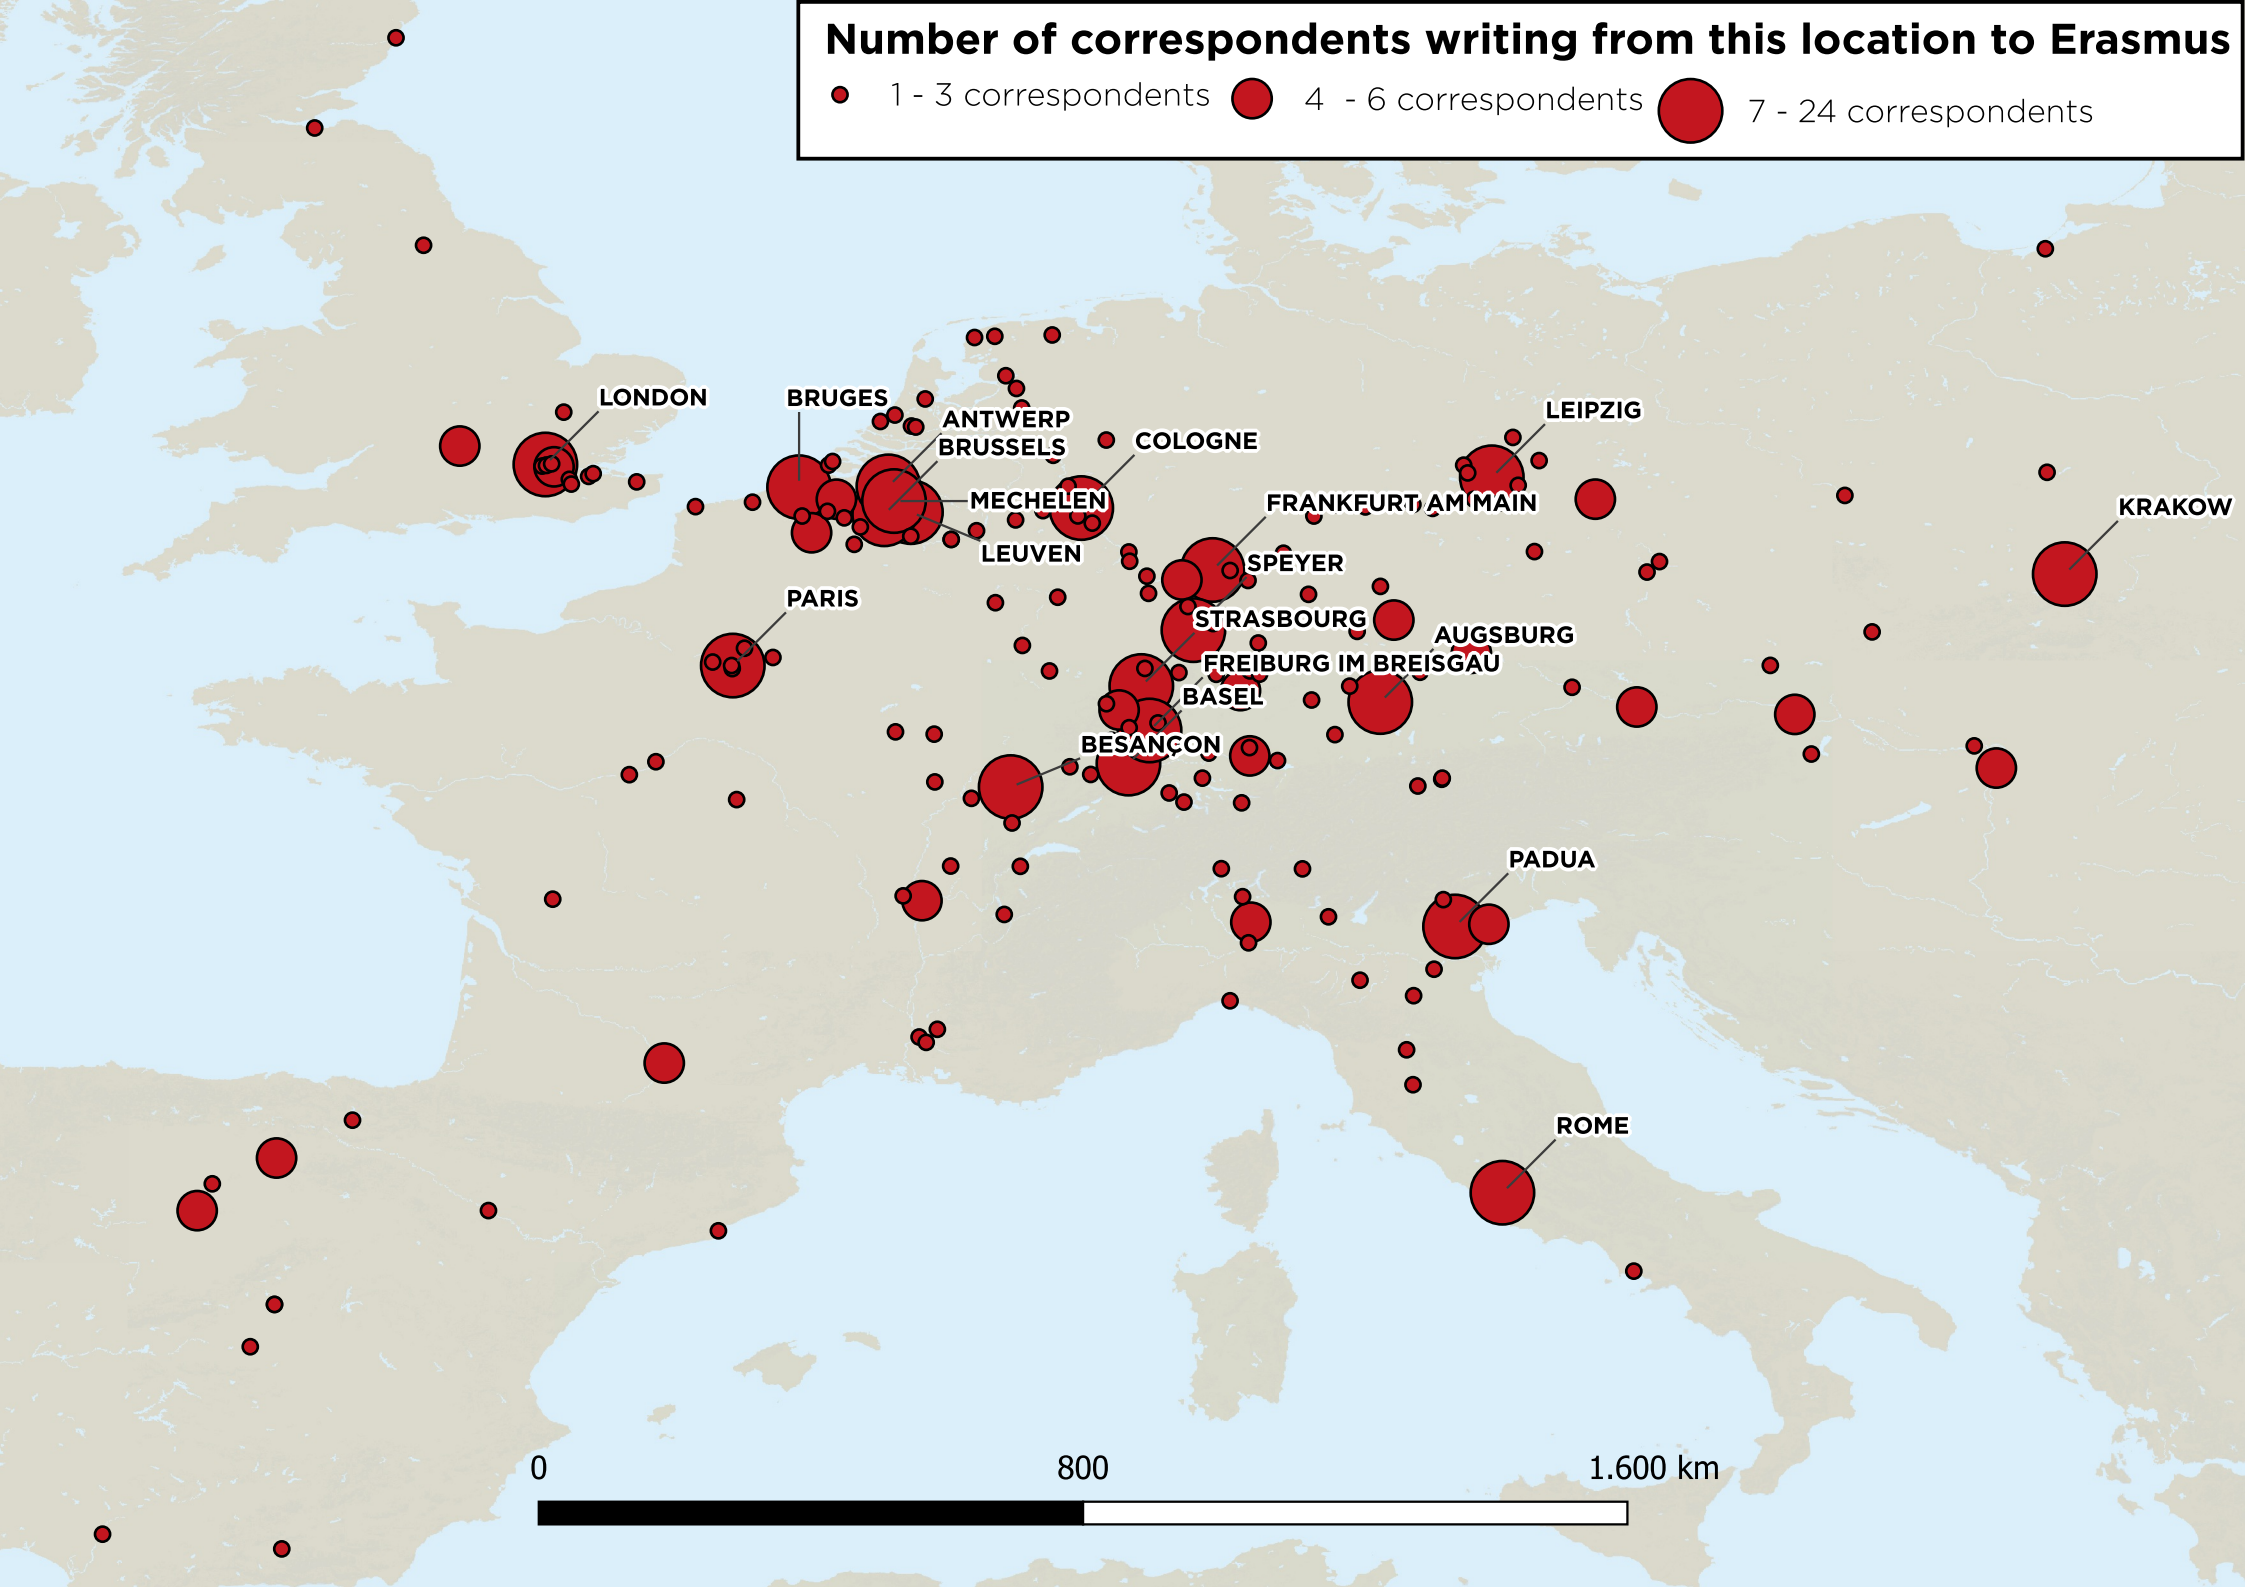 Number of correspondents writing from this location to Erasmus
1 - 3 correspondents
4 - 6 correspondents
7 - 24 correspondents
LONDON
BRUGES
ANTWERP
BRUSSELS
COLOGNE
LEIPZIG
MECHELEN
FRANKFURT AM MAIN
KRAKOW
LEUVEN
SPEYER
PARIS
STRASBOURG
AUGSBURG
FREIBURG IM BREISGAU
BASEL
BESANÇON
PADUA
ROME
0
800
1.600 km